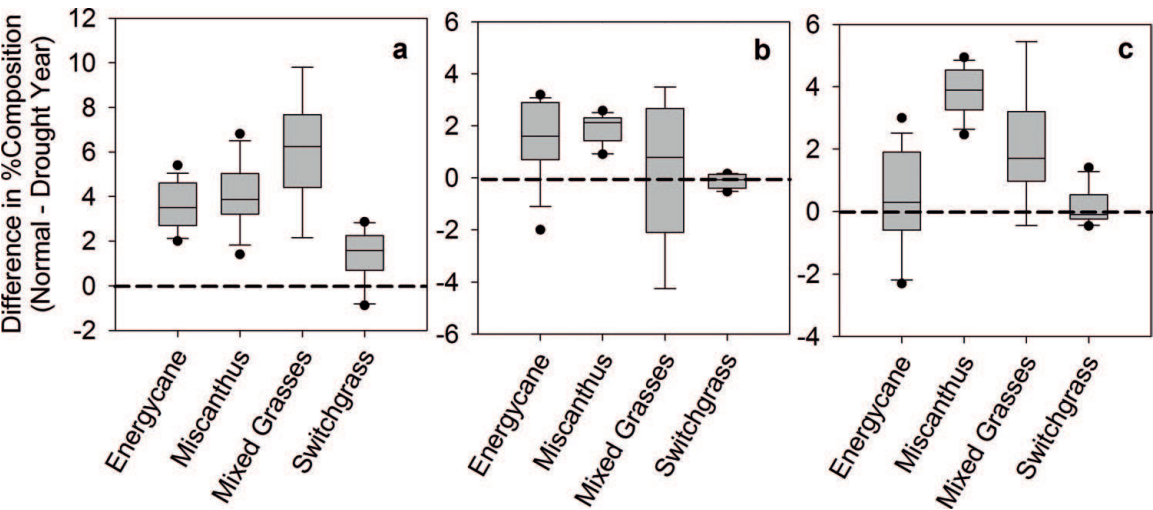 Difference in %Composition
(Normal - Drought Year)
12
10
8
6
4
2
0
-2
a
Energycane
Miscanthus
Mixed Grasses
Switchgrass
6
4
2
0
-2
-4
-6
b
Energycane
Miscanthus
Mixed Grasses
Switchgrass
6
4
2
0
-2
-4
c
Energycane
Miscanthus
Mixed Grasses
Switchgrass